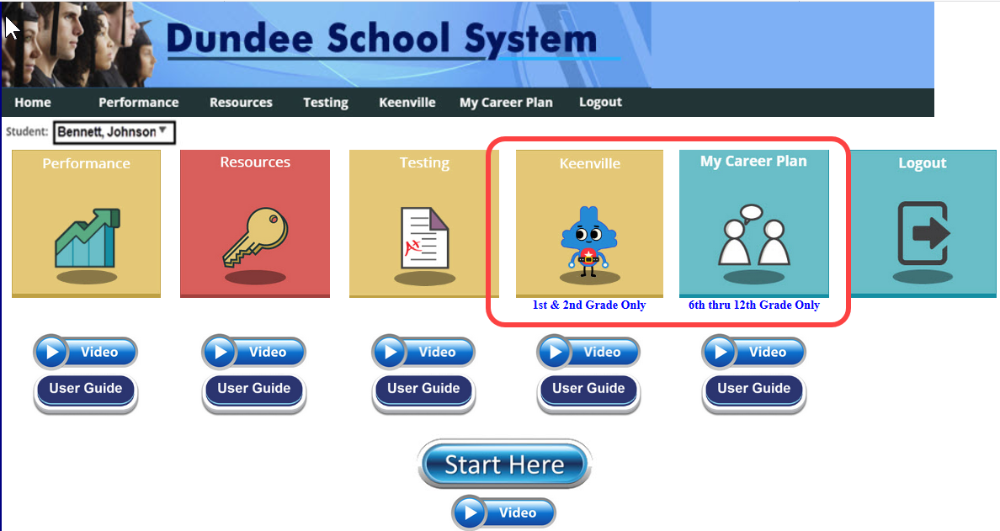 Dundee School System
Home Performance Resources Testing Keenville My Career Plan Logout
Student: Bennett, Johnson
Performance Resources Testing Keenville My Career Plan Logout
A+
1st & 2nd Grade Only 6th thru 12th Grade Only
Video Video Video Video Video
User Guide User Guide User Guide User Guide User Guide
Start Here
Video